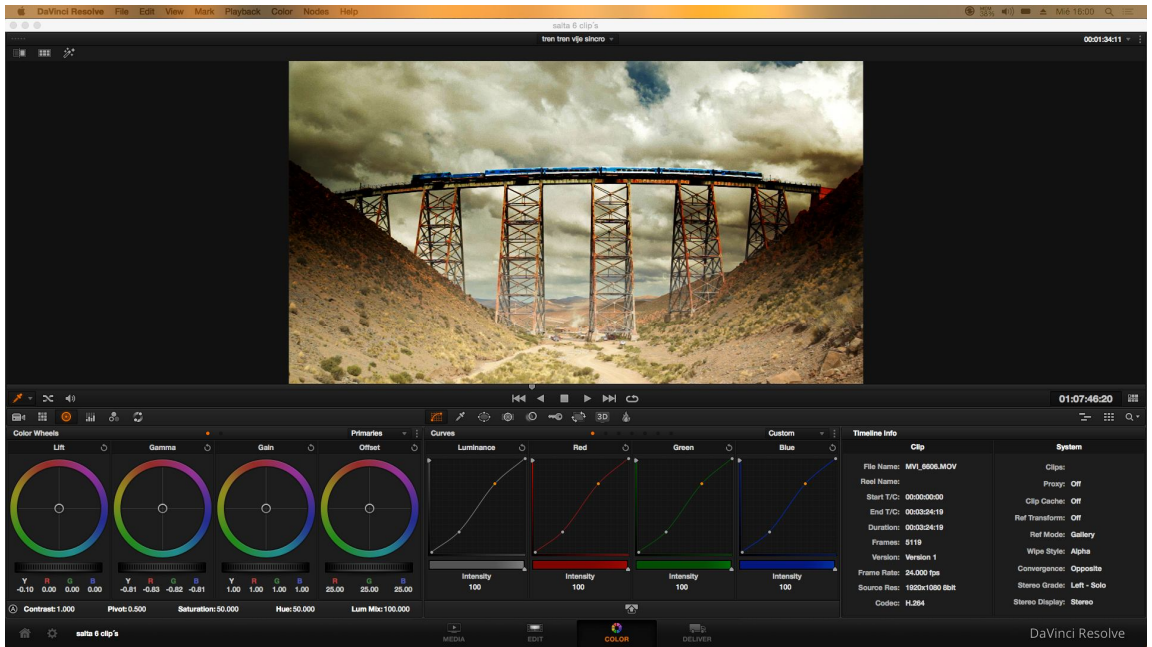 DaVinci Resolve File Edit View Mark Playback Color Nodes Help Mié 16:00
salta 6 clip´s
tren tren vije sincro 00:01:34:11
01:07:46:20
3D
Color Wheels Primaries
Curves Custom
Timeline Info
Lift Gamma Gain Offset
Luminance Red Green Blue
Clip System
File Name: MVI_6606.MOV
Reel Name:
Start T/C: 00:00:00:00
End T/C: 00:03:24:19
Duration: 00:03:24:19
Frames: 5119
Version: Version 1
Frame Rate: 24.000 fps
Source Res: 1920x1080 8bit
Codec: H.264
Clips:
Proxy: Off
Clip Cache: Off
Ref Transform: Off
Ref Mode: Gallery
Wipe Style: Alpha
Convergence: Opposite
Stereo Grade: Left - Solo
Stereo Display: Stereo
Y R G B Y R G B Y R G B R G B
-0.10 0.00 0.00 0.00 -0.81 -0.83 -0.82 -0.81 1.00 1.00 1.00 1.00 25.00 25.00 25.00
Intensity Intensity Intensity Intensity
100 100 100 100
A Contrast: 1.000 Pivot: 0.500 Saturation: 50.000 Hue: 50.000 Lum Mix: 100.000
salta 6 clip´s
MEDIA EDIT COLOR DELIVER
DaVinci Resolve